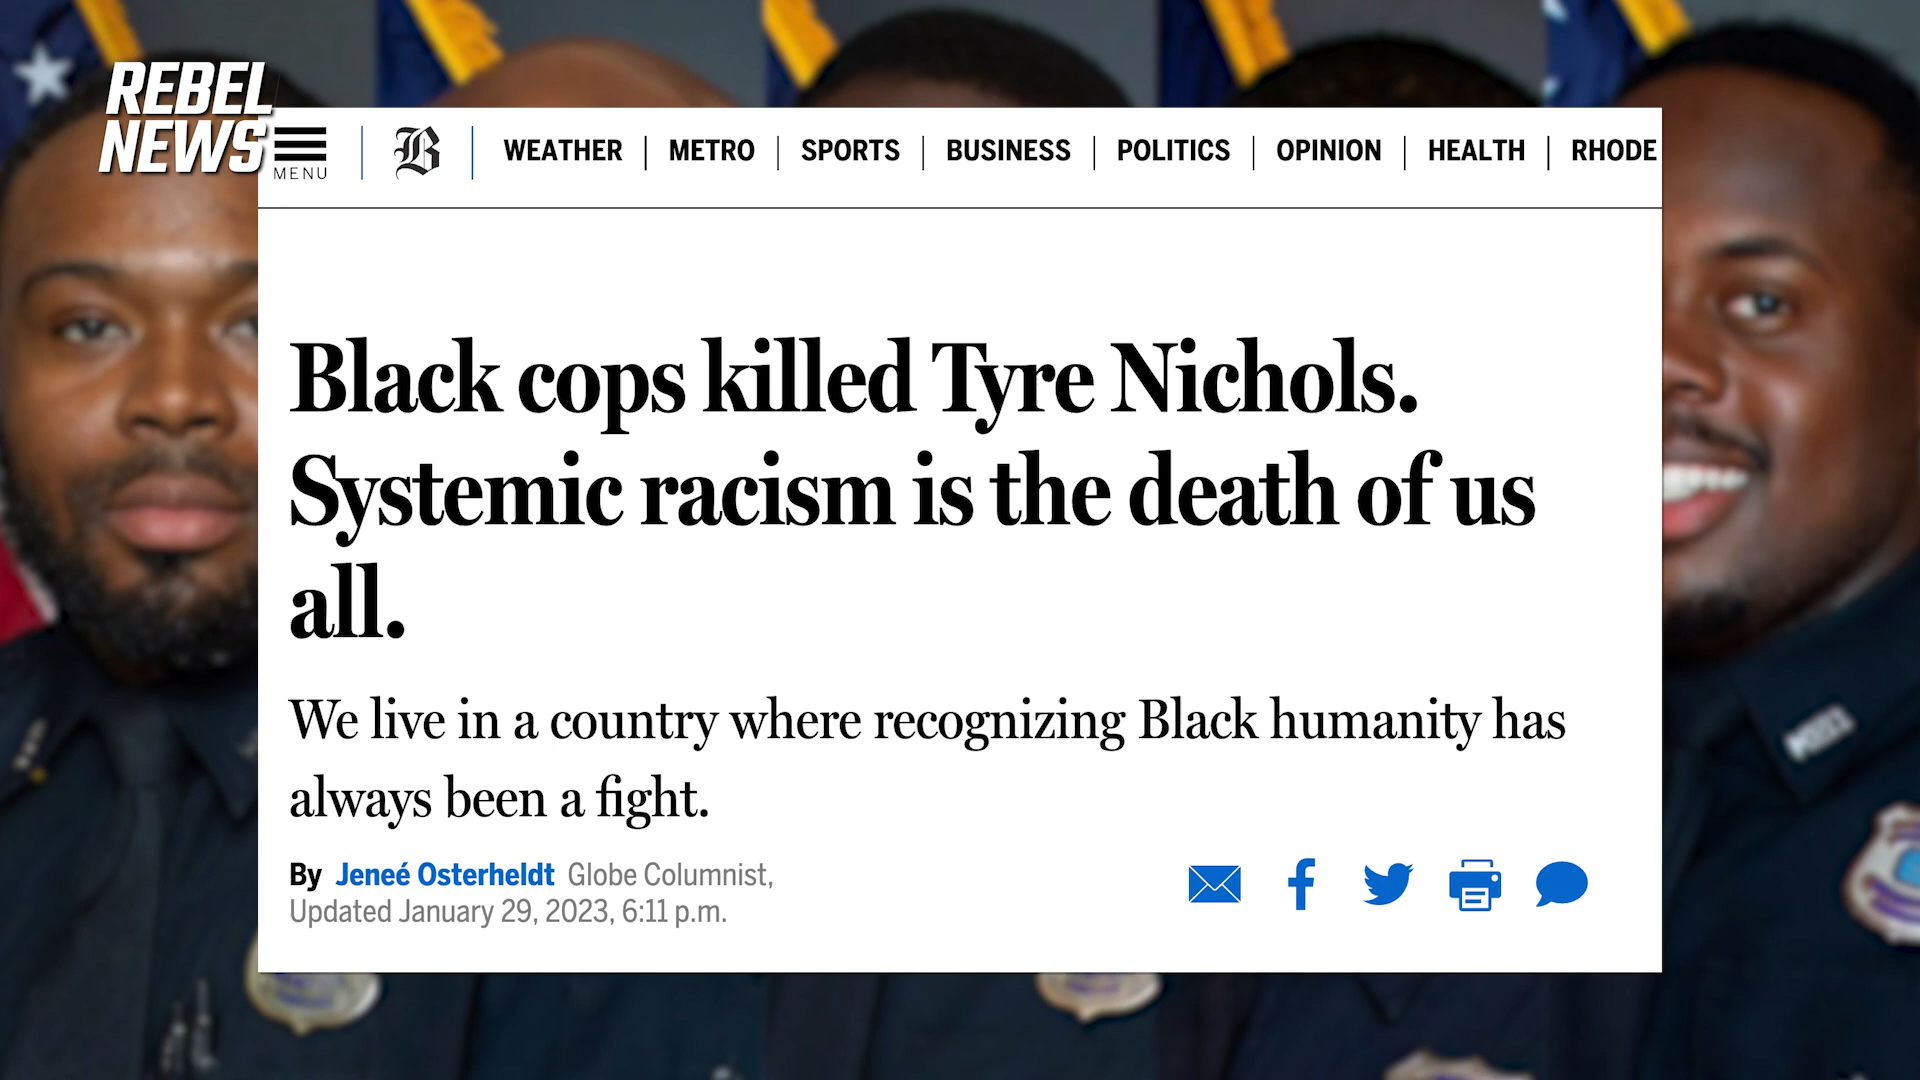 REBEL
NEWS
MENU
B
WEATHER | METRO | SPORTS | BUSINESS | POLITICS | OPINION | HEALTH | RHODE
Black cops killed Tyre Nichols.
Systemic racism is the death of us
all.
We live in a country where recognizing Black humanity has
always been a fight.
By Jeneé Osterheldt Globe Columnist,
Updated January 29, 2023, 6:11 p.m.